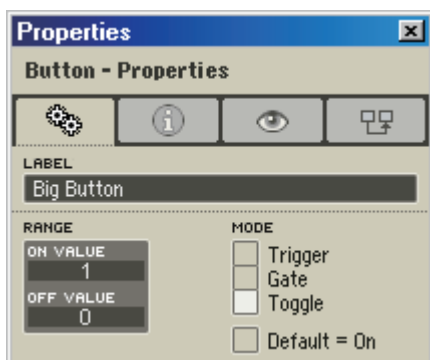 Properties
Button - Properties
LABEL
Big Button
RANGE
MODE
ON VALUE
1
OFF VALUE
0
Trigger
Gate
Toggle
Default = On